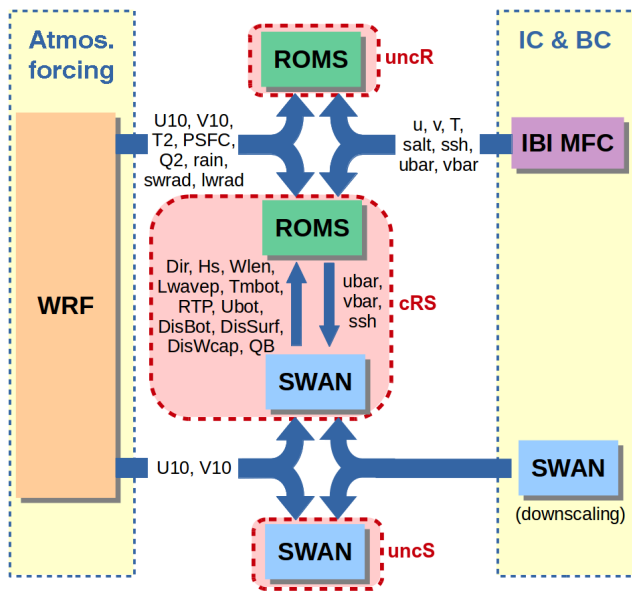 Atmos.
forcing
ROMS
uncR
IC & BC
U10, V10,
T2, PSFC,
Q2, rain,
swrad, lwrad
u, v, T,
salt, ssh,
ubar, vbar
IBI MFC
WRF
ROMS
Dir, Hs, Wlen,
Lwavep, Tmbot,
RTP, Ubot,
DisBot, DisSurf,
DisWcap, QB
ubar,
vbar,
ssh
cRS
SWAN
U10, V10
SWAN
(downscaling)
SWAN
uncS